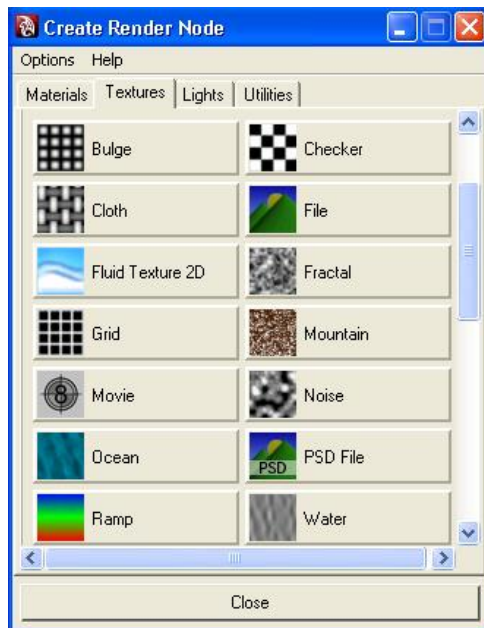 Create Render Node
Options Help
Materials Textures Lights Utilities
Bulge Checker
Cloth File
Fluid Texture 2D Fractal
Grid Mountain
8 Movie Noise
Ocean PSD PSD File
Ramp Water
Close